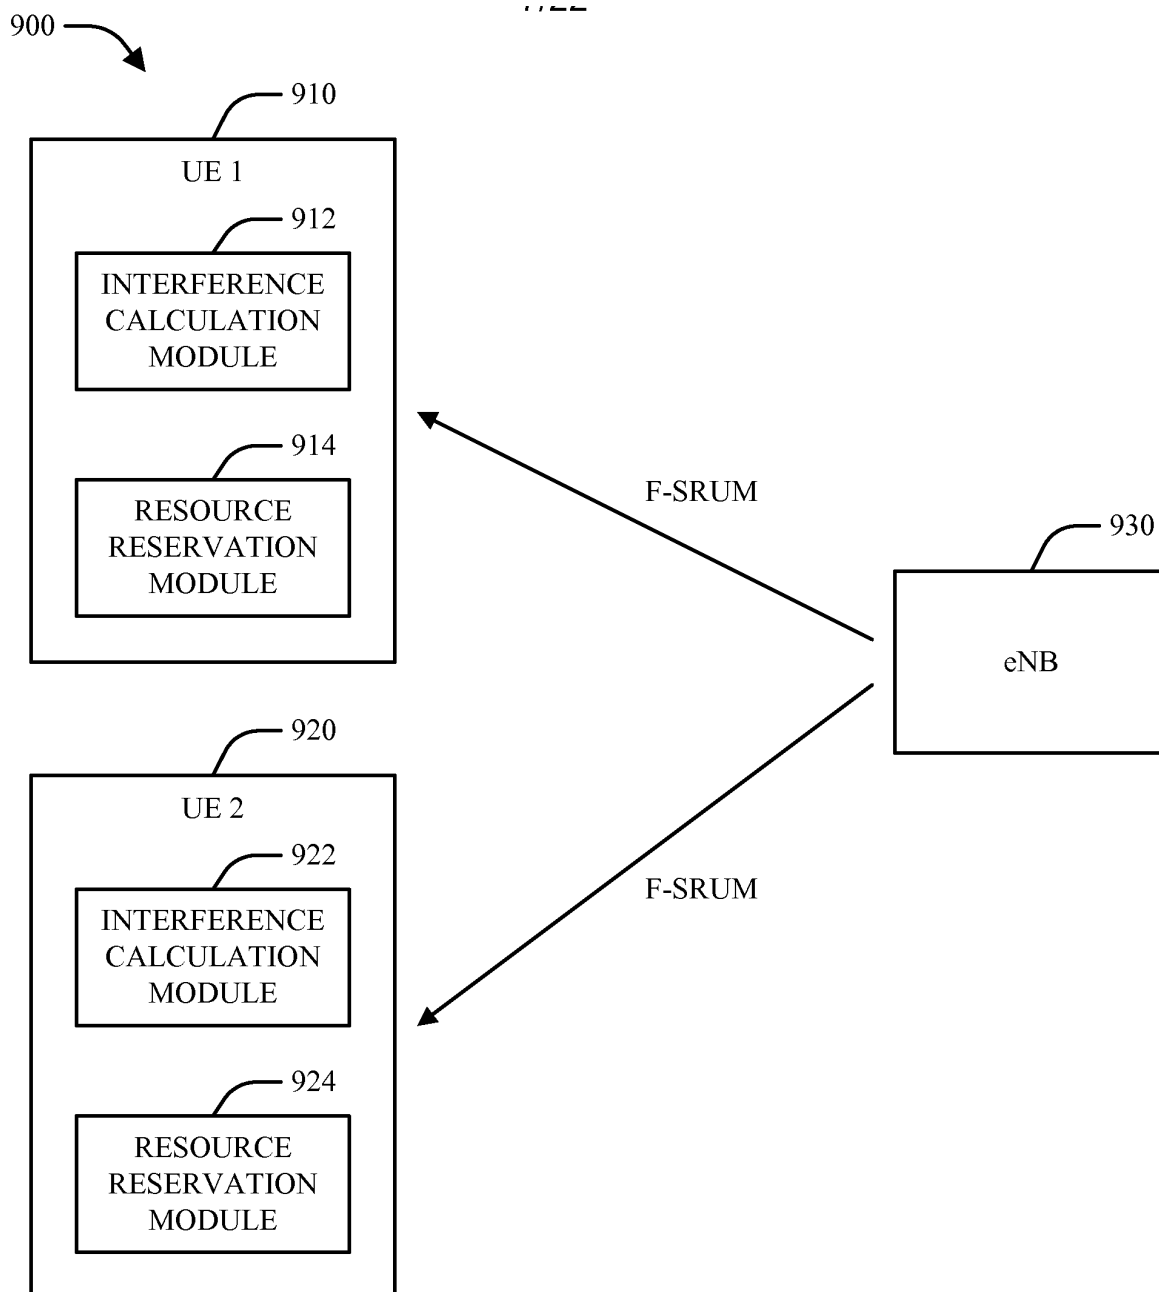 900
910
UE 1
912
INTERFERENCE
CALCULATION
MODULE
914
RESOURCE
RESERVATION
MODULE
F-SRUM
930
eNB
920
UE 2
922
INTERFERENCE
CALCULATION
MODULE
F-SRUM
924
RESOURCE
RESERVATION
MODULE